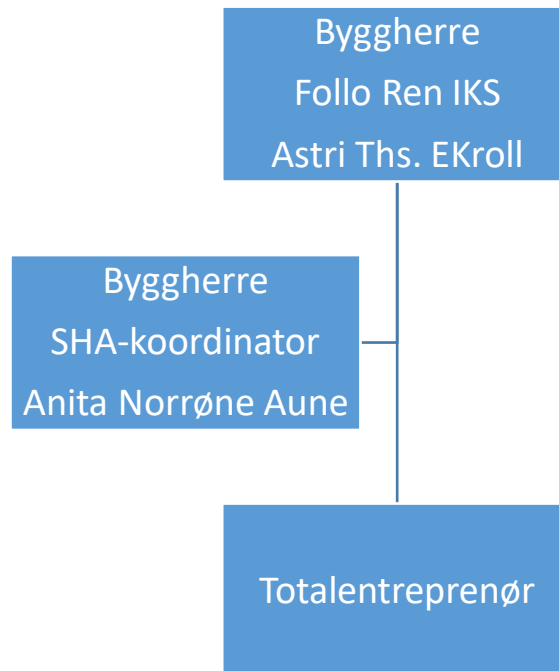 Byggherre
Follo Ren IKS
Astri Ths. EKroll
Byggherre
SHA-koordinator
Anita Norrøne Aune
Totalentreprenør